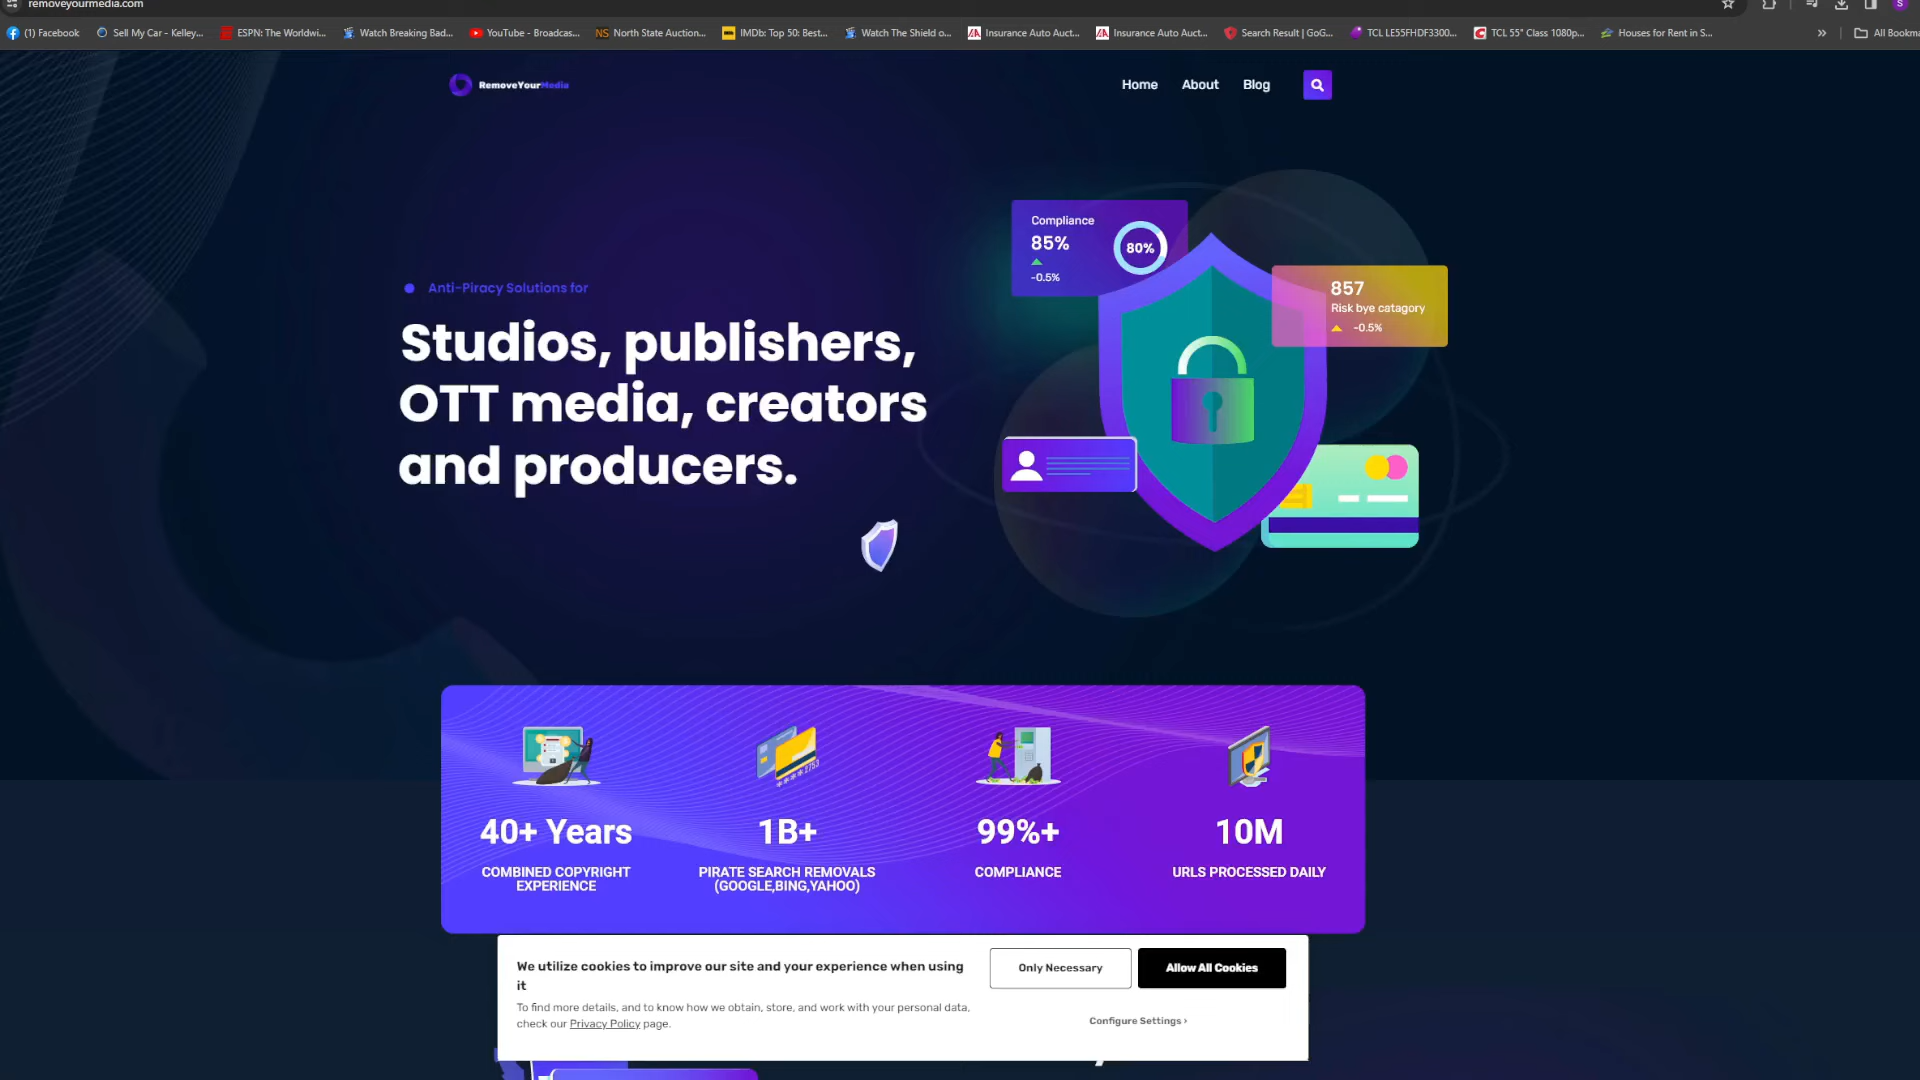 removeyourmedia.com
(1) Facebook
Sell My Car - Kelley...
ESPN: The Worldwi...
Watch Breaking Bad...
YouTube - Broadcas...
North State Auction...
IMDb: Top 50: Best...
Watch The Shield o...
Insurance Auto Auct...
Insurance Auto Auct...
Search Result | GoG...
TCL LE55FHDF3300...
TCL 55" Class 1080p...
Houses for Rent in S...
»
All Bookma
RemoveYourMedia
Home
About
Blog
Compliance
85%
80%
-0.5%
857
Risk bye catagory
-0.5%
Anti-Piracy Solutions for
Studios, publishers,
OTT media, creators
and producers.
40+ Years
COMBINED COPYRIGHT
EXPERIENCE
1B+
PIRATE SEARCH REMOVALS
(GOOGLE,BING,YAHOO)
99%+
COMPLIANCE
10M
URLS PROCESSED DAILY
We utilize cookies to improve our site and your experience when using
it
To find more details, and to know how we obtain, store, and work with your personal data,
check our Privacy Policy page.
Only Necessary
Allow All Cookies
Configure Settings ›